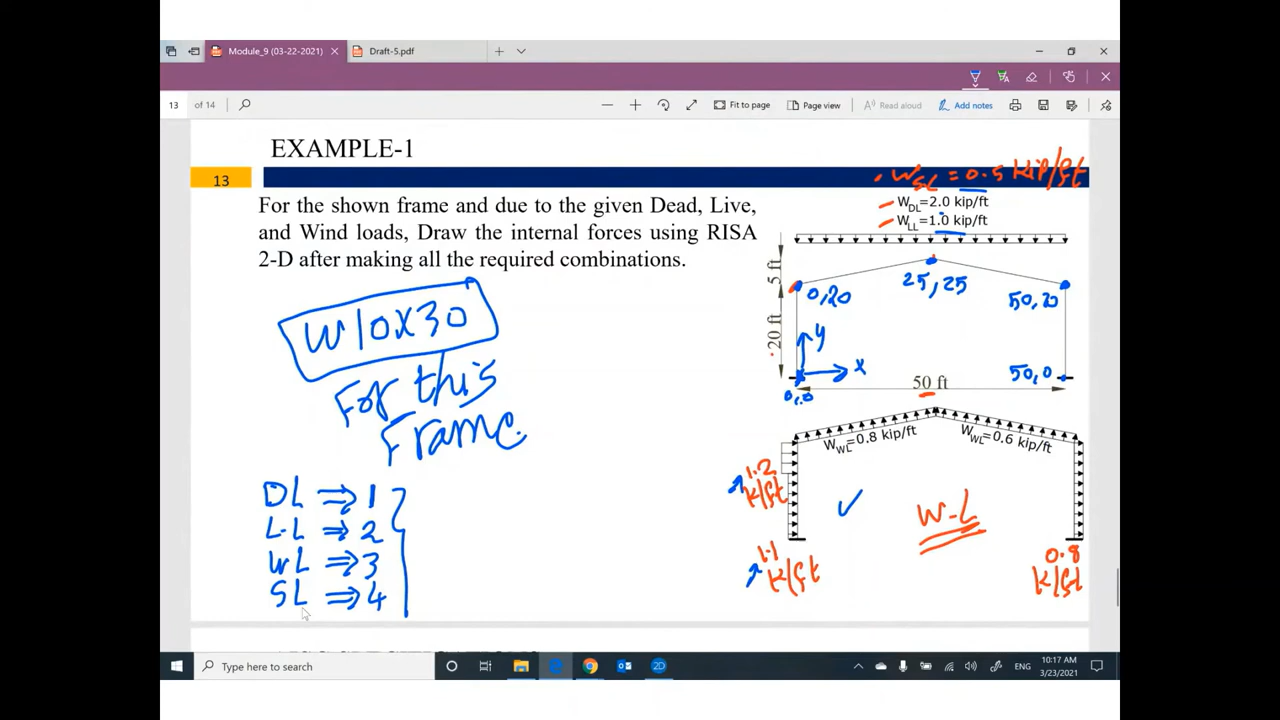 Module_9 (03-22-2021)
Draft-5.pdf
13 of 14
Fit to page
Page view
Read aloud
Add notes
EXAMPLE-1
13
For the shown frame and due to the given Dead, Live,
and Wind loads, Draw the internal forces using RISA
2-D after making all the required combinations.
W10X30
For this
Frame
DL ⇒ 1
L-L ⇒ 2
WL ⇒ 3
SL ⇒ 4
WSL = 0.5 kip/ft
WDL=2.0 kip/ft
WLL=1.0 kip/ft
5 ft
20 ft
0,20
25,25
50,20
y
x
0,0
50,0
50 ft
WWL=0.8 kip/ft
WWL=0.6 kip/ft
1.2
K/ft
W-L
1.1
K/ft
0.8
K/ft
Type here to search
ENG
10:17 AM
3/23/2021